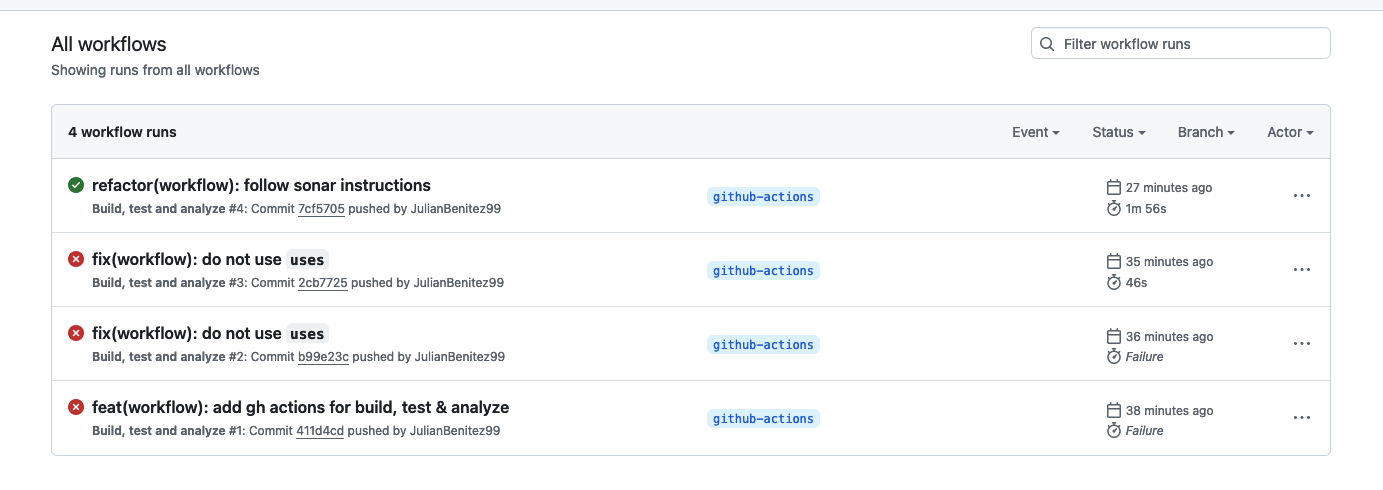 All workflows
Filter workflow runs
Showing runs from all workflows
4 workflow runs
Event
Status
Branch
Actor
refactor(workflow): follow sonar instructions
Build, test and analyze #4: Commit 7cf5705 pushed by JulianBenitez99
github-actions
27 minutes ago
1m 56s
fix(workflow): do not use uses
Build, test and analyze #3: Commit 2cb7725 pushed by JulianBenitez99
github-actions
35 minutes ago
46s
fix(workflow): do not use uses
Build, test and analyze #2: Commit b99e23c pushed by JulianBenitez99
github-actions
36 minutes ago
Failure
feat(workflow): add gh actions for build, test & analyze
Build, test and analyze #1: Commit 411d4cd pushed by JulianBenitez99
github-actions
38 minutes ago
Failure